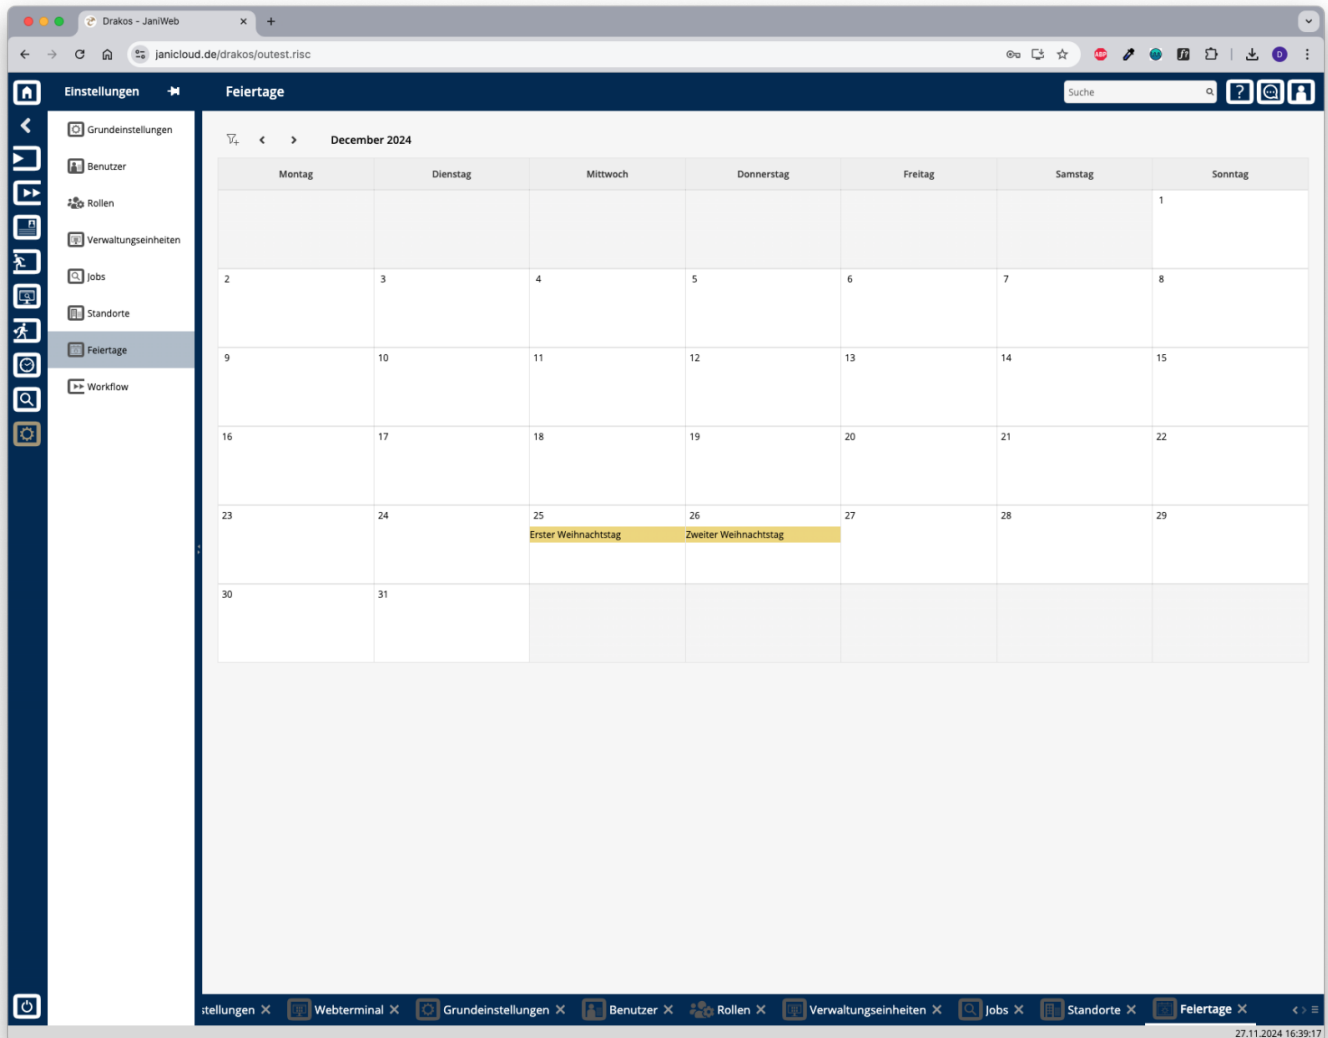 Drakos - JaniWeb
janicloud.de/drakos/outest.risc
ABP
D
Einstellungen
Feiertage
Suche
?
Grundeinstellungen
Benutzer
Rollen
Verwaltungseinheiten
Jobs
Standorte
Feiertage
Workflow
December 2024
Montag Dienstag Mittwoch Donnerstag Freitag Samstag Sonntag
1
2 3 4 5 6 7 8
9 10 11 12 13 14 15
16 17 18 19 20 21 22
23 24 25 26 27 28 29
Erster Weihnachtstag Zweiter Weihnachtstag
30 31
stellungen Webterminal Grundeinstellungen Benutzer Rollen Verwaltungseinheiten Jobs Standorte Feiertage
27.11.2024 16:39:17